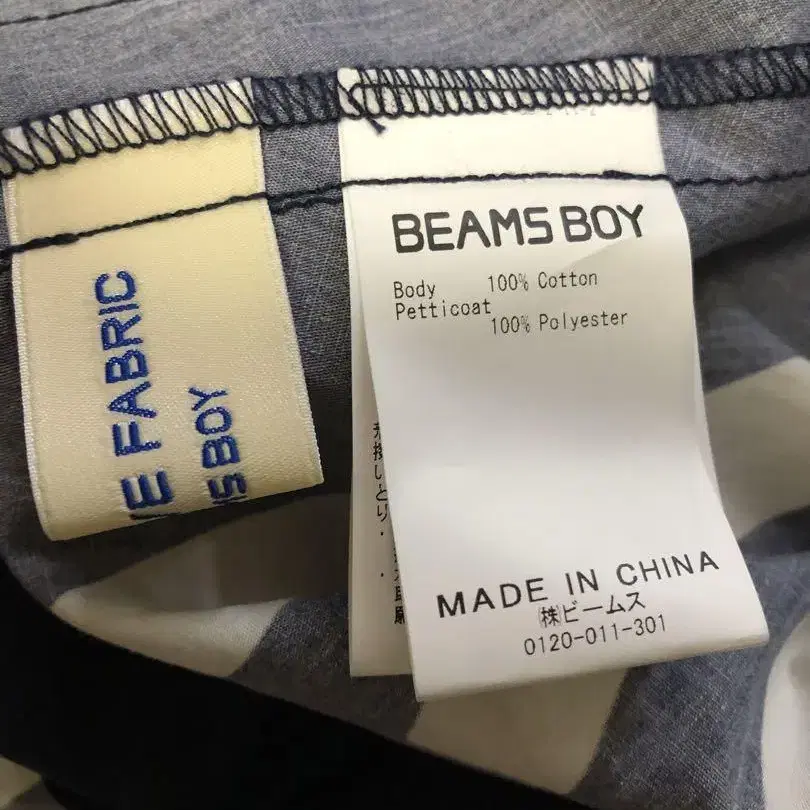 FABRIC
BOY
BEAMS BOY
Body 100% Cotton
Petticoat
100% Polyester
MADE IN CHINA
㈱ビームス
0120-011-301